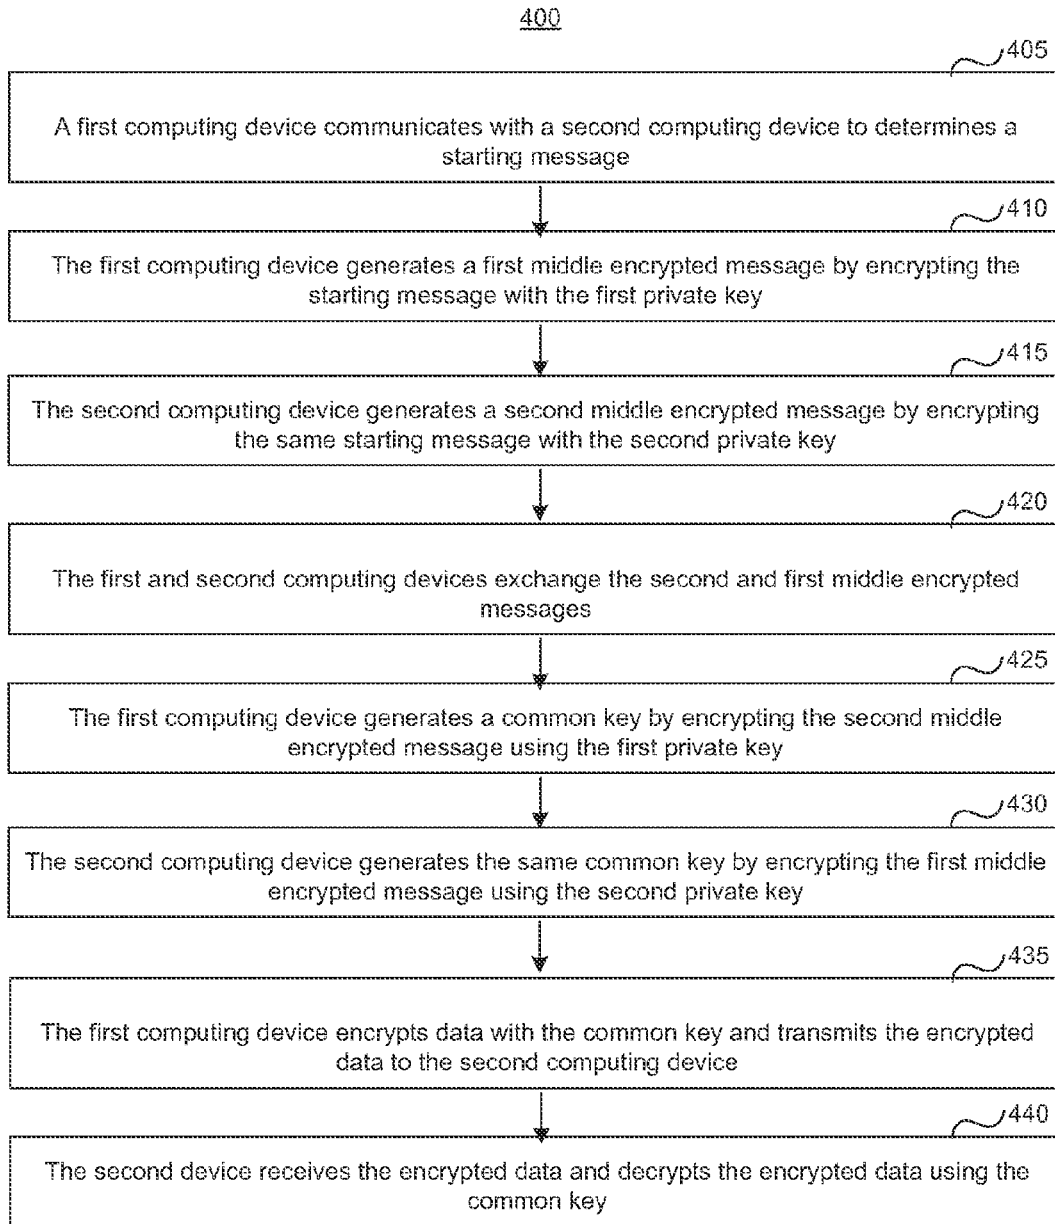 400
405
A first computing device communicates with a second computing device to determines a
starting message
410
The first computing device generates a first middle encrypted message by encrypting the
starting message with the first private key
415
The second computing device generates a second middle encrypted message by encrypting
the same starting message with the second private key
420
The first and second computing devices exchange the second and first middle encrypted
messages
425
The first computing device generates a common key by encrypting the second middle
encrypted message using the first private key
430
The second computing device generates the same common key by encrypting the first middle
encrypted message using the second private key
435
The first computing device encrypts data with the common key and transmits the encrypted
data to the second computing device
440
The second device receives the encrypted data and decrypts the encrypted data using the
common key